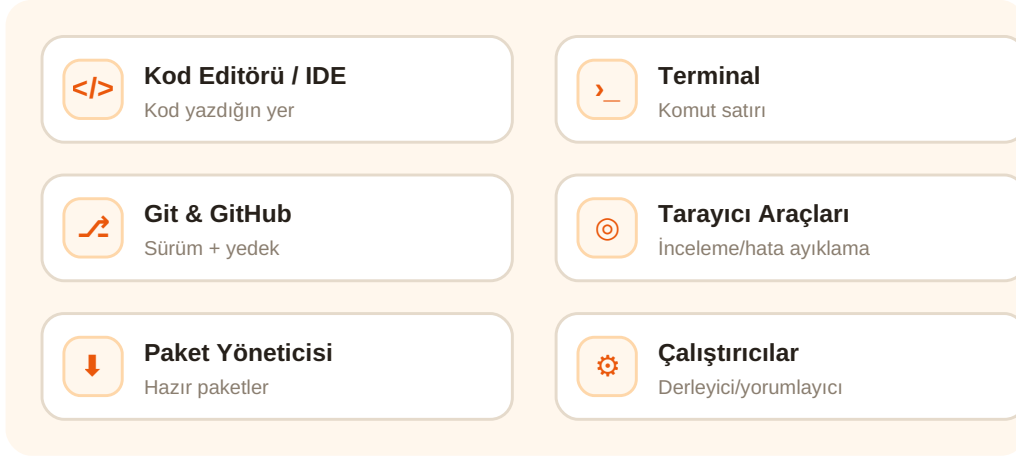 </>
Kod Editörü / IDE
Kod yazdığın yer
›_
Terminal
Komut satırı
Git & GitHub
Sürüm + yedek
Tarayıcı Araçları
İnceleme/hata ayıklama
Paket Yöneticisi
Hazır paketler
Çalıştırıcılar
Derleyici/yorumlayıcı